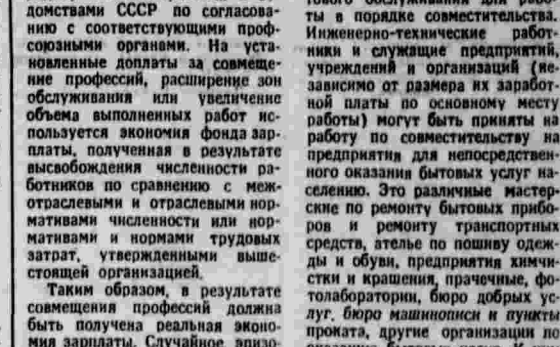 домствами СССР по согласова-
нию с соответствующими проф-
союзными органами. На уста-
новленные доплаты за совмеще-
ние профессий, расширение зон
обслуживания или увеличение
объема выполненных работ ис-
пользуется экономия фонда зар-
платы, полученная в результате
высвобождения численности ра-
ботников по сравнению с меж-
отраслевыми и отраслевыми нор-
мативами численности или нор-
мативами и нормами трудовых
затрат, утвержденными выше-
стоящей организацией.
Таким образом, в результате
совмещения профессий должна
быть получена реальная эконо-
мия зарплаты. Случайное, эпизо-
ты в порядке совместительства.
Инженерно-технические работ-
ники и служащие предприятий,
учреждений и организаций (не-
зависимо от размера их заработ-
ной платы по основному месту
работы) могут быть приняты на
работу по совместительству на
предприятия для непосредствен-
ного оказания бытовых услуг на-
селению. Это различные мастер-
ские по ремонту бытовых прибо-
ров и ремонту транспортных
средств, ателье по пошиву одеж-
ды и обуви, предприятия химчи-
стки и крашения, прачечные, фо-
толаборатории, бюро добрых ус-
луг, бюро машинописи и пункты
проката, другие организации по